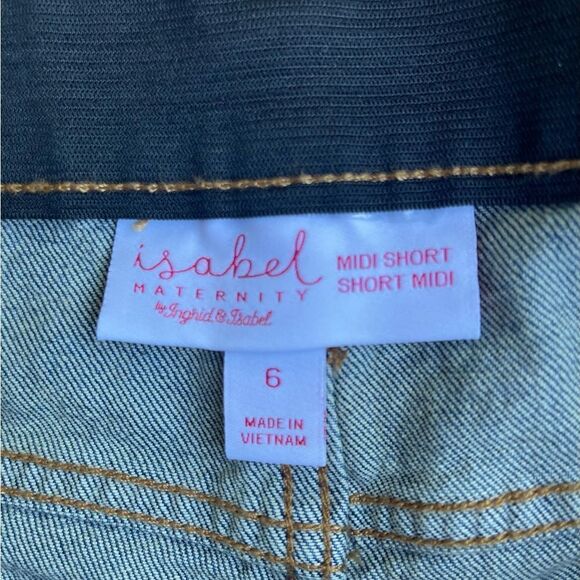 isabel
MATERNITY
by Ingrid & Isabel
MIDI SHORT
SHORT MIDI
6
MADE IN
VIETNAM